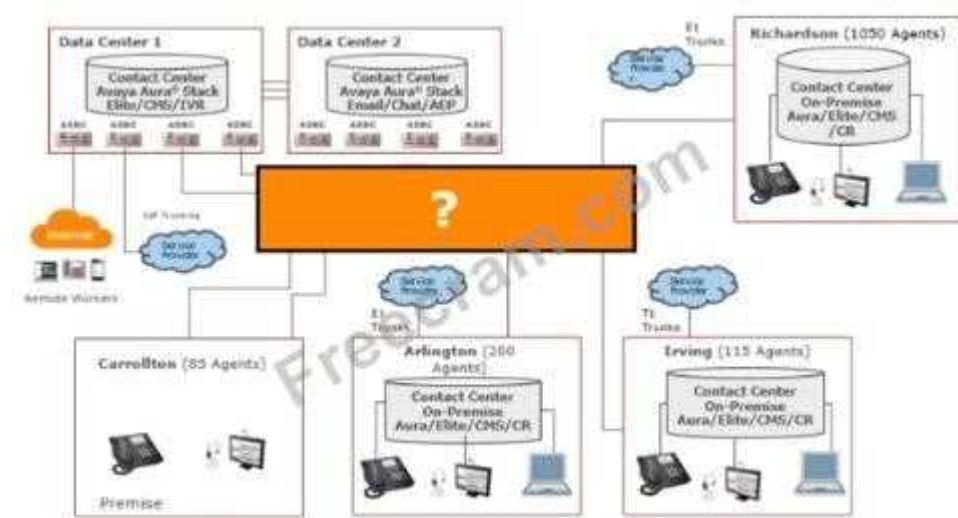 Data Center 1
Contact Center
Avaya Aura® Stack
Elite/CMS/IVR
ASBC ASBC ASBC ASBC
Data Center 2
Contact Center
Avaya Aura® Stack
Email/Chat/AEP
ASBC ASBC ASBC ASBC
E1
Trunks
Service
Provider
Richardson (1050 Agents)
Contact Center
On-Premise
Aura/Elite/CMS
/CR
?
Internet
Remote Workers
SIP Trunking
Service
Provider
Carrollton (85 Agents)
Premise
Service
Provider
E1
Trunks
Arlington (200
Agents)
Contact Center
On-Premise
Aura/Elite/CMS/CR
Service
Provider
T1
Trunks
Irving (115 Agents)
Contact Center
On-Premise
Aura/Elite/CMS/CR
Freecram.com